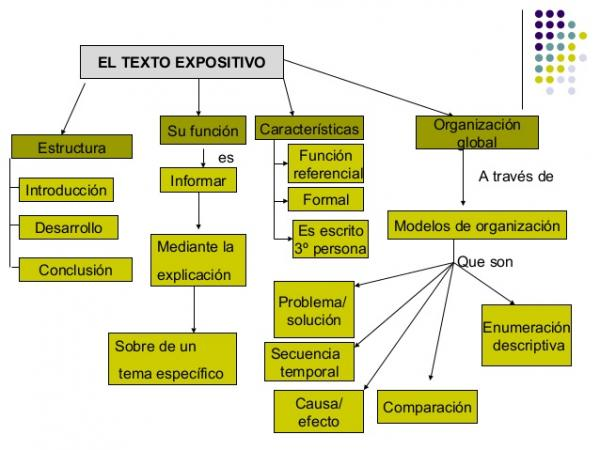 EL TEXTO EXPOSITIVO
Estructura
Introducción
Desarrollo
Conclusión
Su función
es
Informar
Mediante la
explicación
Sobre de un
tema específico
Características
Función
referencial
Formal
Es escrito
3º persona
Organización
global
A través de
Modelos de organización
Que son
Problema/
solución
Secuencia
temporal
Causa/
efecto
Comparación
Enumeración
descriptiva